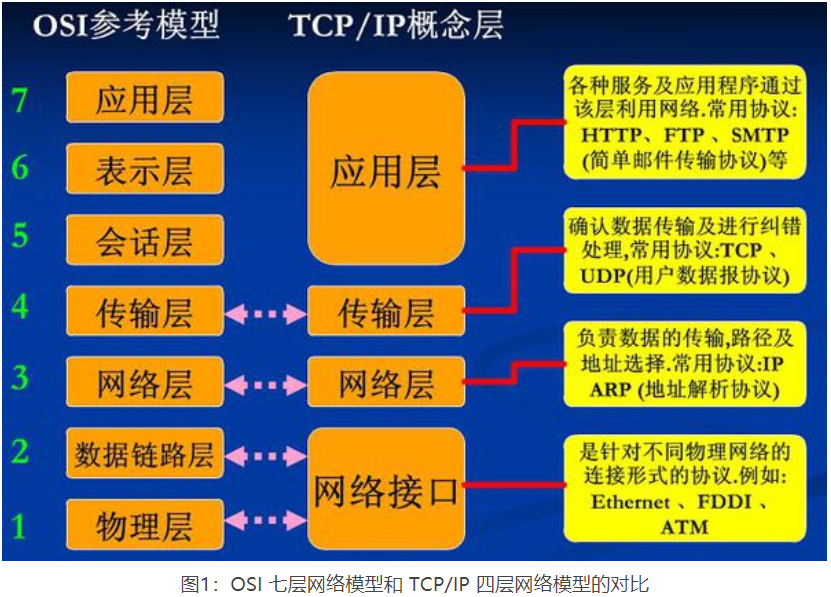 OSI参考模型
TCP/IP概念层
7
应用层
6
表示层
5
会话层
4
传输层
3
网络层
2
数据链路层
1
物理层
应用层
传输层
网络层
网络接口
各种服务及应用程序通过
该层利用网络.常用协议:
HTTP、FTP 、SMTP
(简单邮件传输协议)等
确认数据传输及进行纠错
处理,常用协议:TCP 、
UDP(用户数据报协议)
负责数据的传输,路径及
地址选择.常用协议:IP
ARP (地址解析协议)
是针对不同物理网络的
连接形式的协议.例如:
Ethernet 、FDDI 、
ATM
图1：OSI 七层网络模型和 TCP/IP 四层网络模型的对比